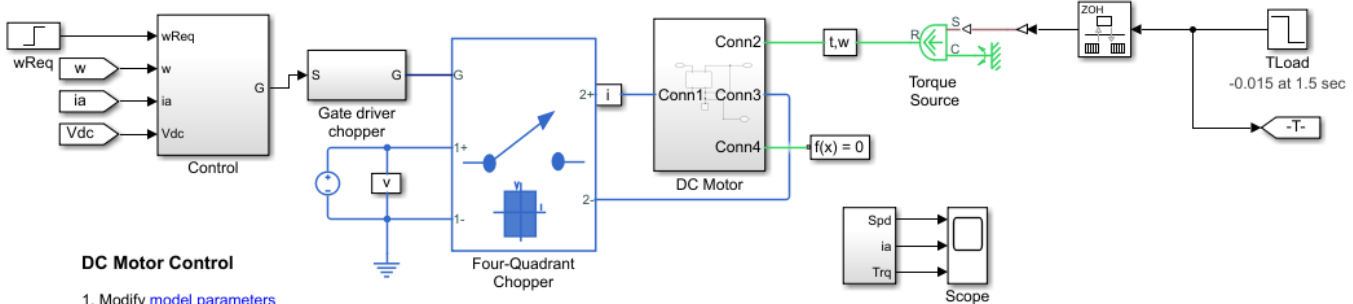 wReq
w
ia
Vdc
wReq
w
ia
Vdc
G
Control
S
G
Gate driver
chopper
v
G
1+
1-
2+
2-
Four-Quadrant
Chopper
i
Conn1
Conn2
Conn3
Conn4
DC Motor
t,w
f(x) = 0
R
S
C
Torque
Source
ZOH
TLoad
-0.015 at 1.5 sec
-T-
Spd
ia
Trq
Scope
DC Motor Control
1. Modify model parameters